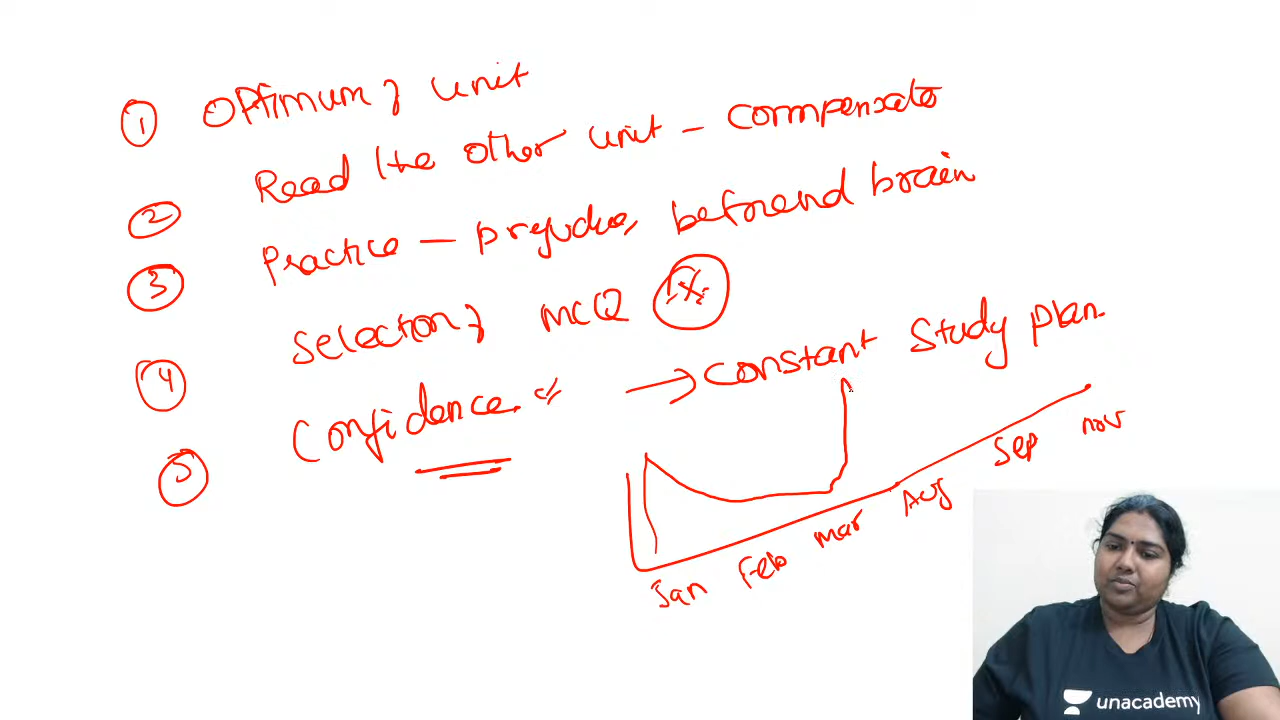 ① Optimum of unit
② Read the other unit - compensate
③ Practice - prejudice, befriend brain
④ Selection of MCQ
⑤ Confidence. → Constant Study plan.
Jan Feb Mar Aug Sep nov
unacademy